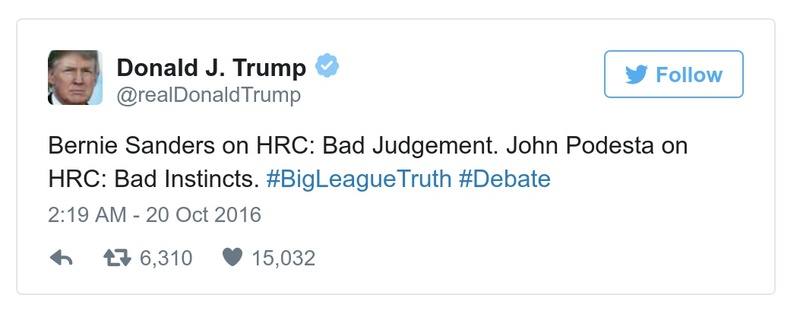 Donald J. Trump
@realDonaldTrump
Follow
Bernie Sanders on HRC: Bad Judgement. John Podesta on
HRC: Bad Instincts. #BigLeagueTruth #Debate
2:19 AM - 20 Oct 2016
6,310 15,032